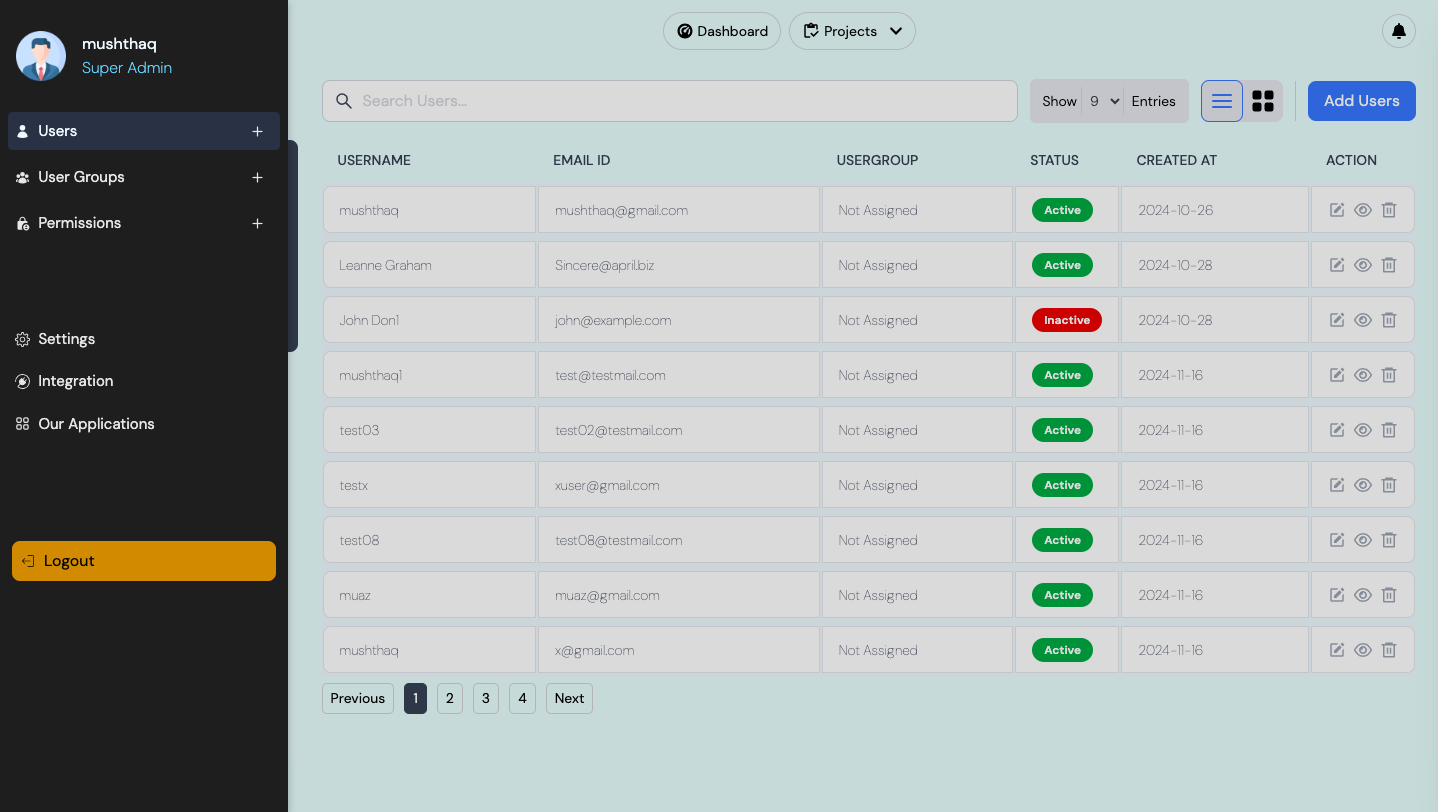 mushthaq
Super Admin
Users
User Groups
Permissions
Settings
Integration
Our Applications
Logout
Dashboard Projects
Search Users... Show 9 Entries Add Users
USERNAME EMAIL ID USERGROUP STATUS CREATED AT ACTION
mushthaq mushthaq@gmail.com Not Assigned Active 2024-10-26
Leanne Graham Sincere@april.biz Not Assigned Active 2024-10-28
John Don1 john@example.com Not Assigned Inactive 2024-10-28
mushthaq1 test@testmail.com Not Assigned Active 2024-11-16
test03 test02@testmail.com Not Assigned Active 2024-11-16
testx xuser@gmail.com Not Assigned Active 2024-11-16
test08 test08@testmail.com Not Assigned Active 2024-11-16
muaz muaz@gmail.com Not Assigned Active 2024-11-16
mushthaq x@gmail.com Not Assigned Active 2024-11-16
Previous 1 2 3 4 Next